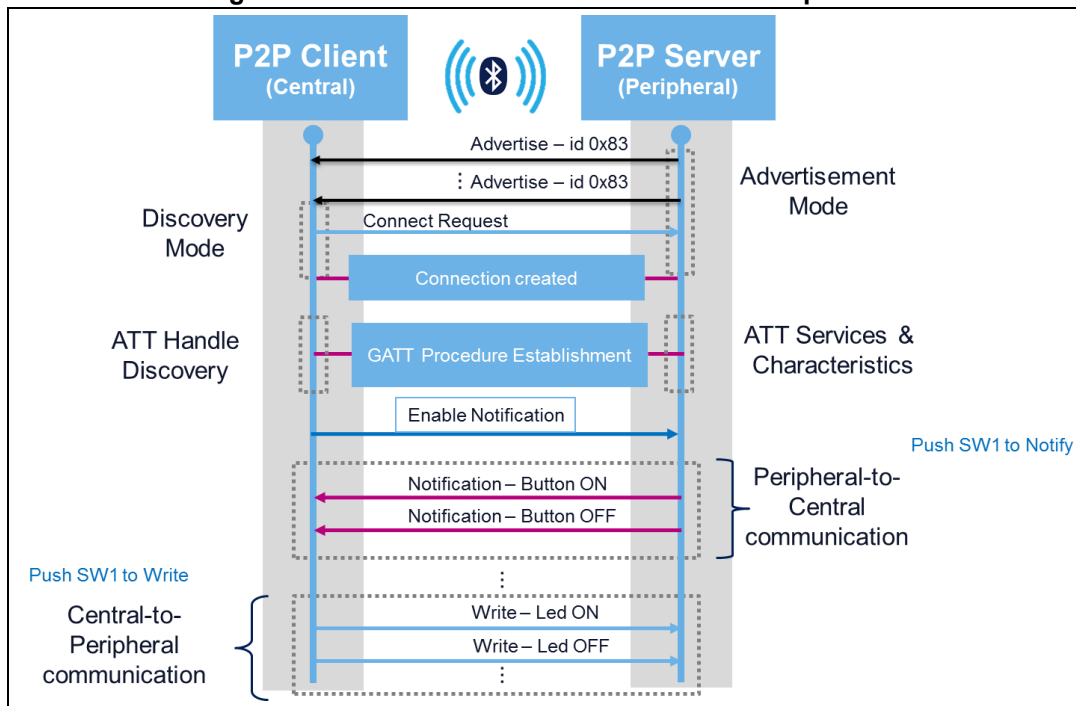 P2P Client
(Central)
P2P Server
(Peripheral)
Advertise – id 0x83
⋮ Advertise – id 0x83
Advertisement
Mode
Discovery
Mode
Connect Request
Connection created
ATT Handle
Discovery
GATT Procedure Establishment
ATT Services &
Characteristics
Enable Notification
Push SW1 to Notify
Notification – Button ON
Notification – Button OFF
Peripheral-to-
Central
communication
Push SW1 to Write
⋮
Central-to-
Peripheral
communication
Write – Led ON
Write – Led OFF
⋮